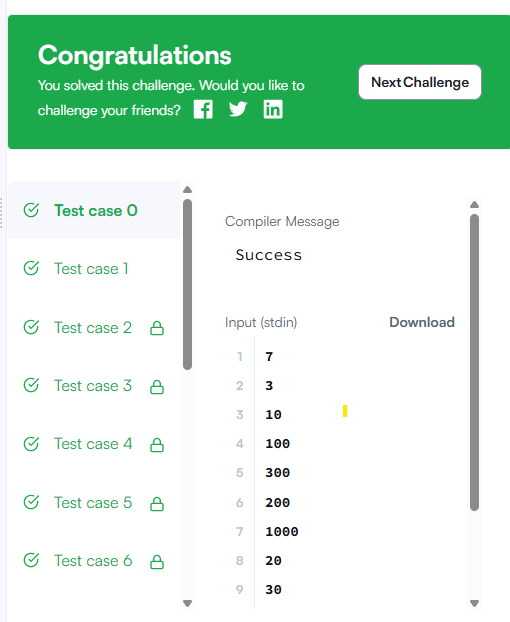 Congratulations
You solved this challenge. Would you like to
challenge your friends?
Next Challenge
Test case 0
Test case 1
Test case 2
Test case 3
Test case 4
Test case 5
Test case 6
Compiler Message
Success
Input (stdin)
Download
1 7
2 3
3 10
4 100
5 300
6 200
7 1000
8 20
9 30